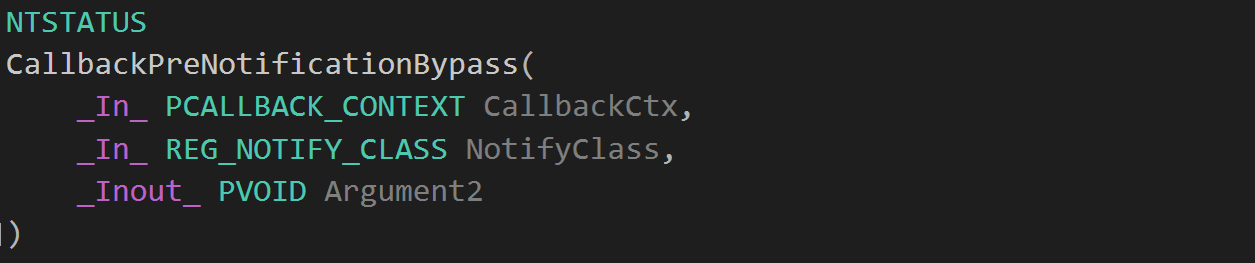 NTSTATUS
CallbackPreNotificationBypass(
    _In_ PCALLBACK_CONTEXT CallbackCtx,
    _In_ REG_NOTIFY_CLASS NotifyClass,
    _Inout_ PVOID Argument2
)